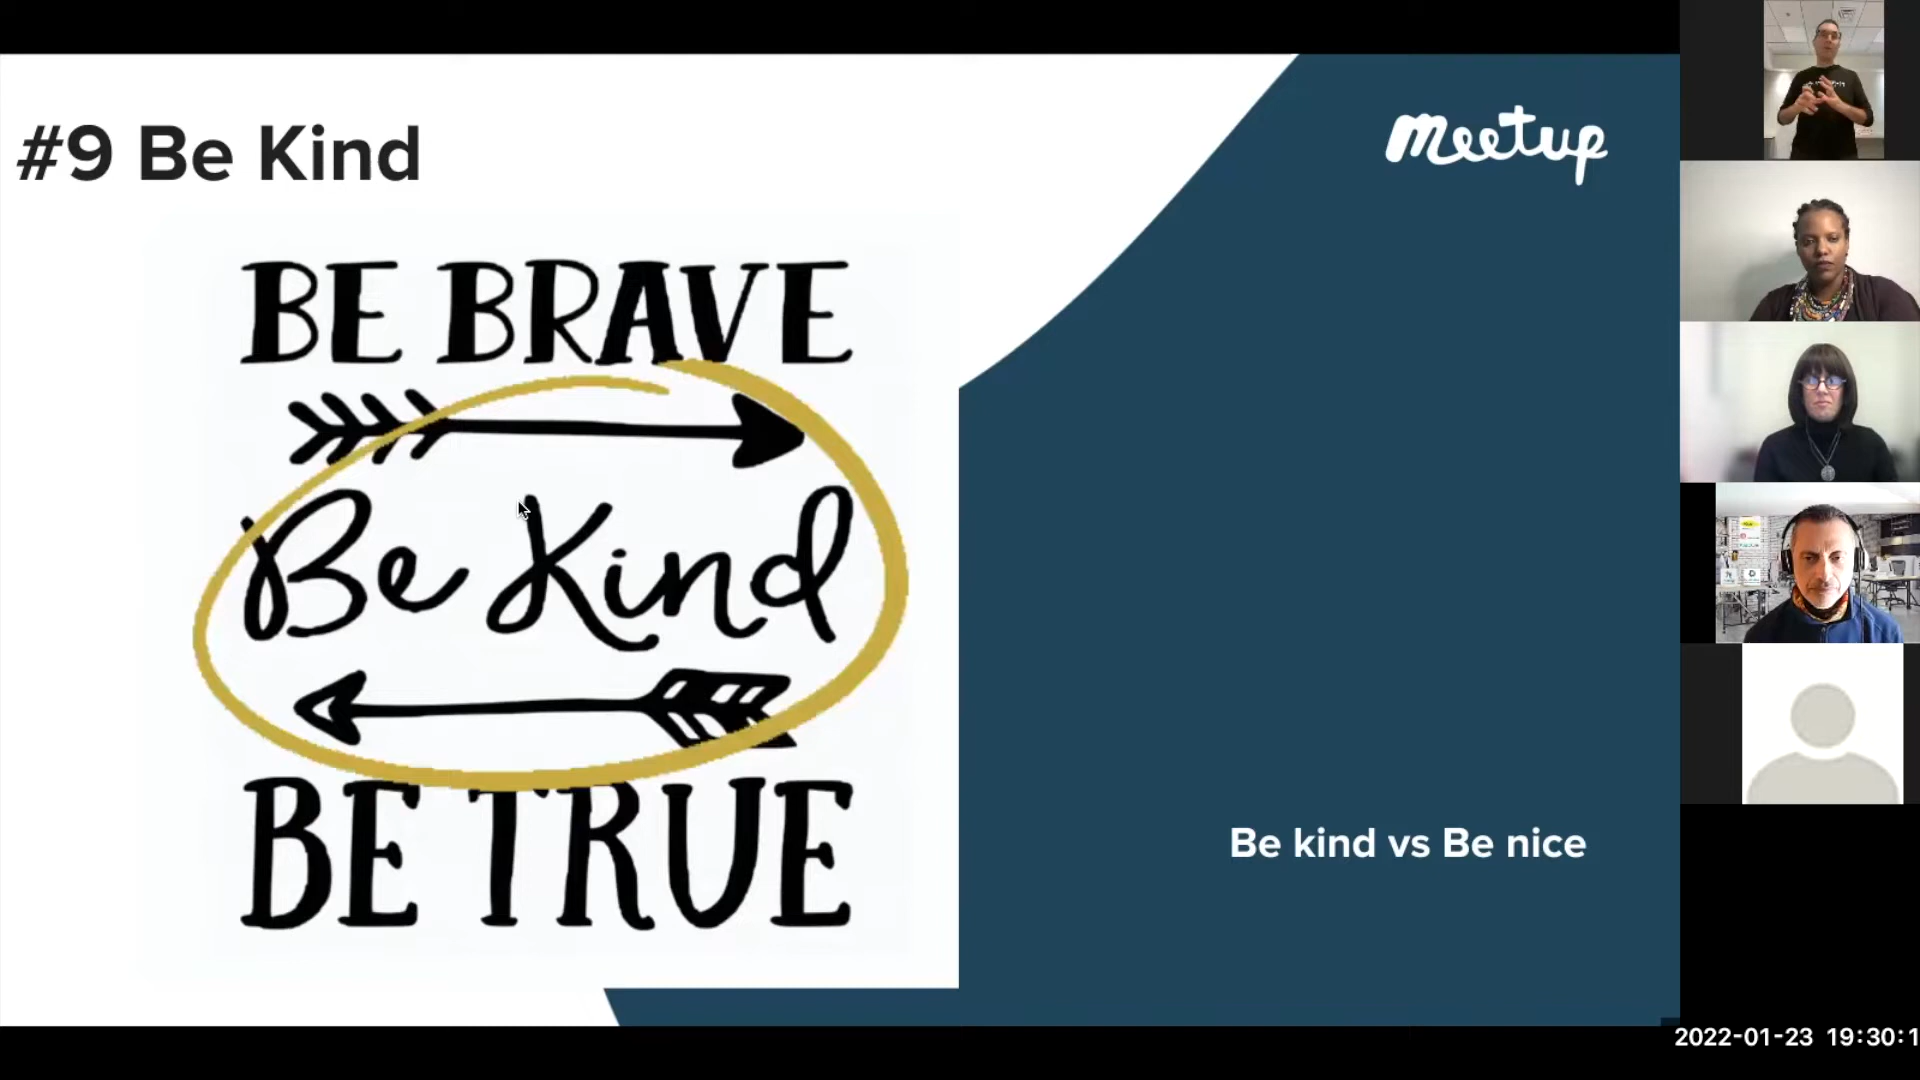 #9 Be Kind
meetup
BE BRAVE
Be Kind
BE TRUE
Be kind vs Be nice
2022-01-23 19:30:1